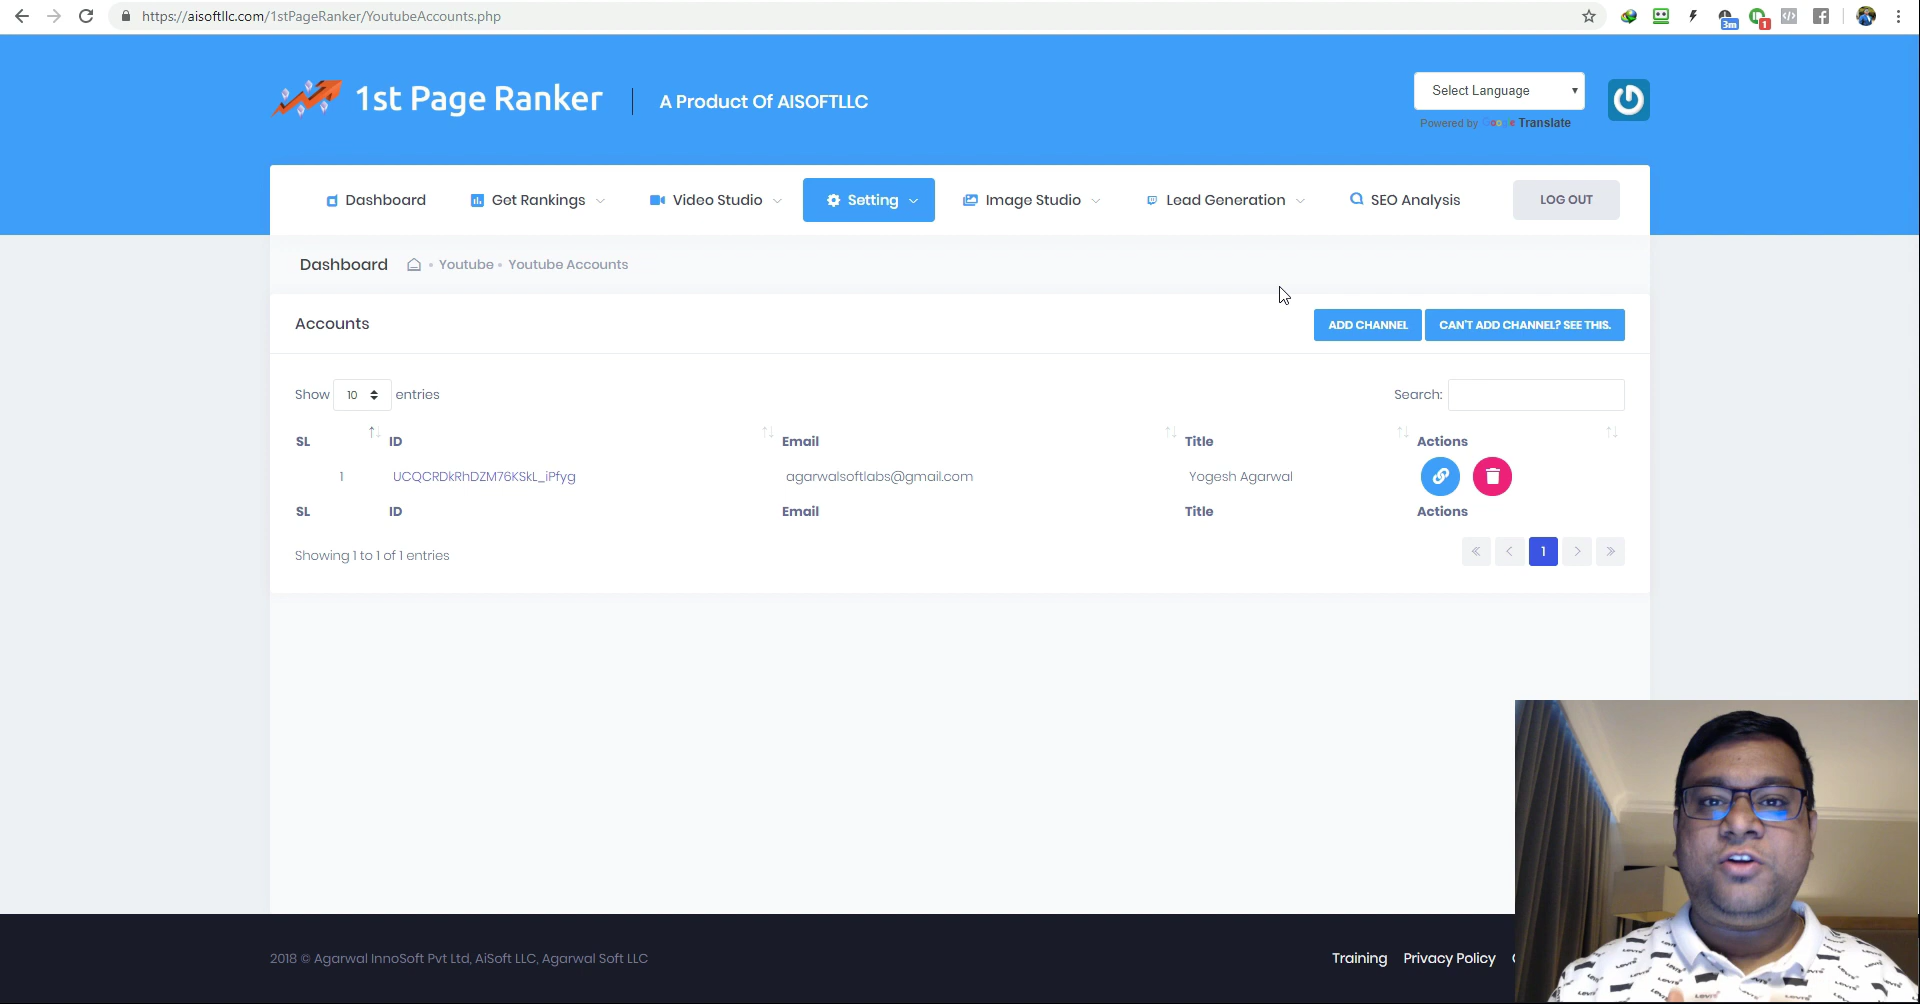 https://aisoftllc.com/1stPageRanker/YoutubeAccounts.php
3m
1
1st Page Ranker
A Product Of AISOFTLLC
Select Language
Powered by Google Translate
Dashboard
Get Rankings
Video Studio
Setting
Image Studio
Lead Generation
SEO Analysis
LOG OUT
Dashboard
Youtube
Youtube Accounts
Accounts
ADD CHANNEL
CAN'T ADD CHANNEL? SEE THIS.
Show 10 entries
Search:
SL ID Email Title Actions
1 UCQCRDkRhDZM76KSkL_iPfyg agarwalsoftlabs@gmail.com Yogesh Agarwal
SL ID Email Title Actions
Showing 1 to 1 of 1 entries
1
2018 © Agarwal InnoSoft Pvt Ltd, AiSoft LLC, Agarwal Soft LLC
Training
Privacy Policy